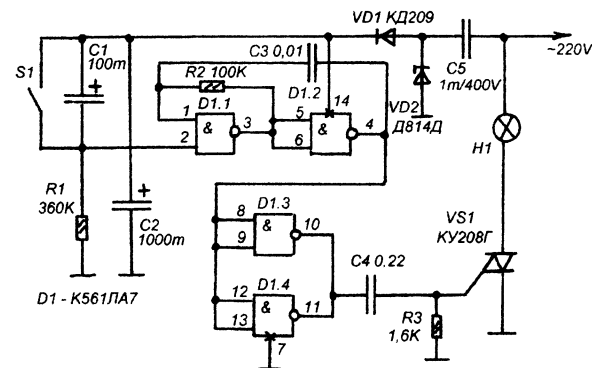 C1
100m
S1
+
R1
360K
+
C2
1000m
D1 - К561ЛА7
C3 0,01
R2 100K
D1.1
1
2
&
3
D1.2
14
5
6
&
4
VD1 КД209
VD2
Д814Д
C5
1m/400V
~220V
H1
VS1
КУ208Г
D1.3
8
9
&
10
D1.4
12
13
&
11
7
C4 0.22
R3
1,6K